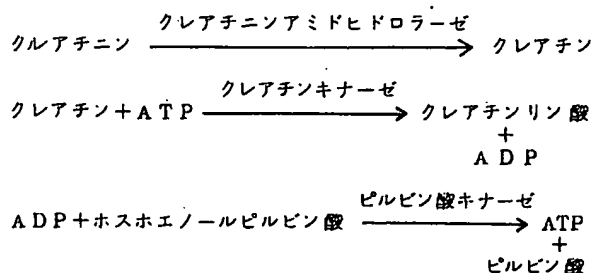 クレアチニンアミドヒドロラーゼ
クルアチニン ⟶ クレアチン
クレアチンキナーゼ
クレアチン+ATP ⟶ クレアチンリン酸
+
ADP
ピルビン酸キナーゼ
ADP+ホスホエノールピルビン酸 ⟶ ATP
+
ピルビン酸